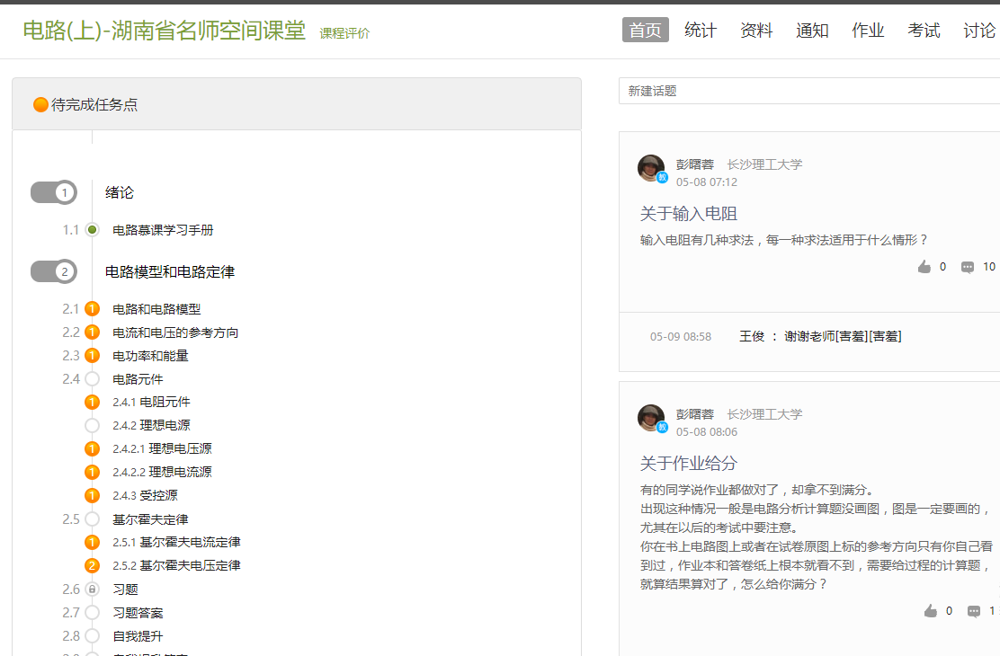 电路(上)-湖南省名师空间课堂 课程评价
首页 统计 资料 通知 作业 考试 讨论
待完成任务点
1 绪论
1.1 电路慕课学习手册
2 电路模型和电路定律
2.1 1 电路和电路模型
2.2 1 电流和电压的参考方向
2.3 1 电功率和能量
2.4 电路元件
1 2.4.1 电阻元件
2.4.2 理想电源
1 2.4.2.1 理想电压源
1 2.4.2.2 理想电流源
1 2.4.3 受控源
2.5 基尔霍夫定律
1 2.5.1 基尔霍夫电流定律
2 2.5.2 基尔霍夫电压定律
2.6 习题
2.7 习题答案
2.8 自我提升
新建话题
教
彭曙蓉 长沙理工大学
05-08 07:12
关于输入电阻
输入电阻有几种求法，每一种求法适用于什么情形？
0 10
05-09 08:58 王俊 ： 谢谢老师[害羞][害羞]
教
彭曙蓉 长沙理工大学
05-08 08:06
关于作业给分
有的同学说作业都做对了，却拿不到满分。
出现这种情况一般是电路分析计算题没画图，图是一定要画的，
尤其在以后的考试中要注意。
你在书上电路图上或者在试卷原图上标的参考方向只有你自己看
到过，作业本和答卷纸上根本就看不到，需要给过程的计算题，
就算结果算对了，怎么给你满分？
0 1